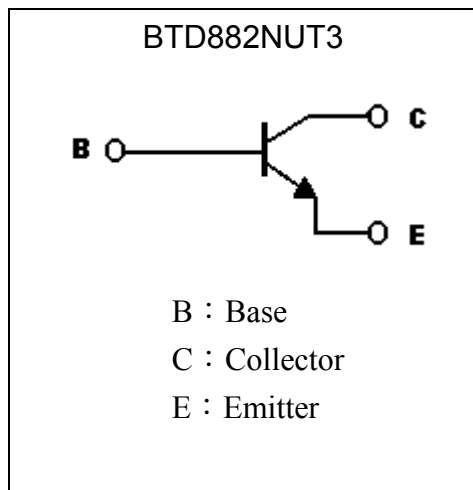 BTD882NUT3
C
B
E
B：Base
C：Collector
E：Emitter